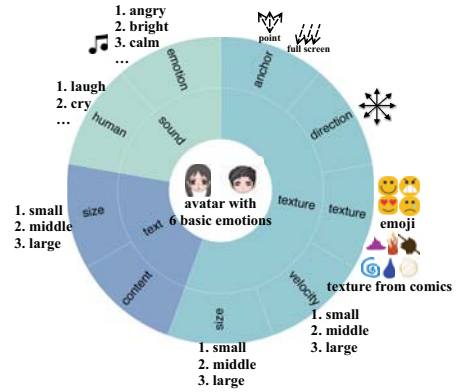 1. angry
2. bright
3. calm
…
point
full screen
emotion
anchor
1. laugh
2. cry
…
human
sound
direction
size
text
avatar with
6 basic emotions
texture
texture
emoji
texture from comics
1. small
2. middle
3. large
content
size
velocity
1. small
2. middle
3. large
1. small
2. middle
3. large